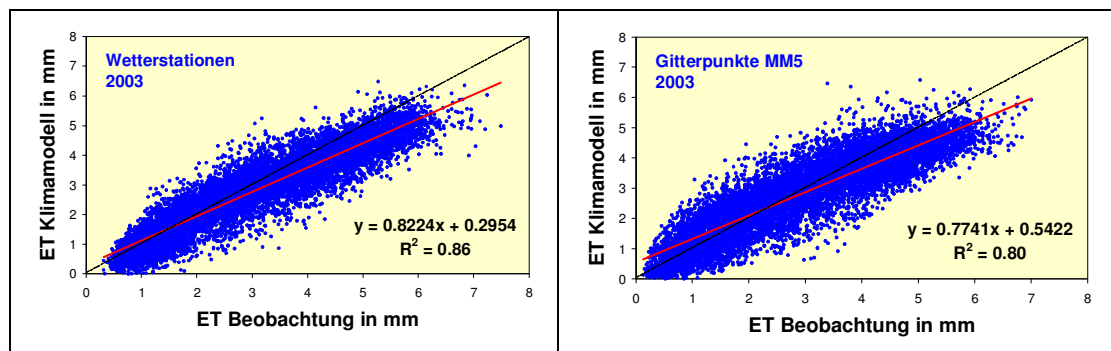 ET Klimamodell in mm
8
7
6
5
4
3
2
1
0
Wetterstationen
2003
y = 0.8224x + 0.2954
R² = 0.86
0 1 2 3 4 5 6 7 8
ET Beobachtung in mm
ET Klimamodell in mm
8
7
6
5
4
3
2
1
0
Gitterpunkte MM5
2003
y = 0.7741x + 0.5422
R² = 0.80
0 1 2 3 4 5 6 7 8
ET Beobachtung in mm